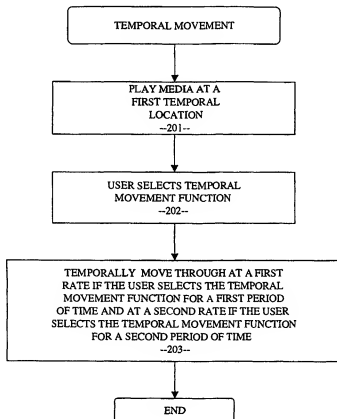 TEMPORAL MOVEMENT
PLAY MEDIA AT A
FIRST TEMPORAL
LOCATION
--201--
USER SELECTS TEMPORAL
MOVEMENT FUNCTION
--202--
TEMPORALLY MOVE THROUGH AT A FIRST
RATE IF THE USER SELECTS THE TEMPORAL
MOVEMENT FUNCTION FOR A FIRST PERIOD
OF TIME AND AT A SECOND RATE IF THE USER
SELECTS THE TEMPORAL MOVEMENT FUNCTION
FOR A SECOND PERIOD OF TIME
--203--
END